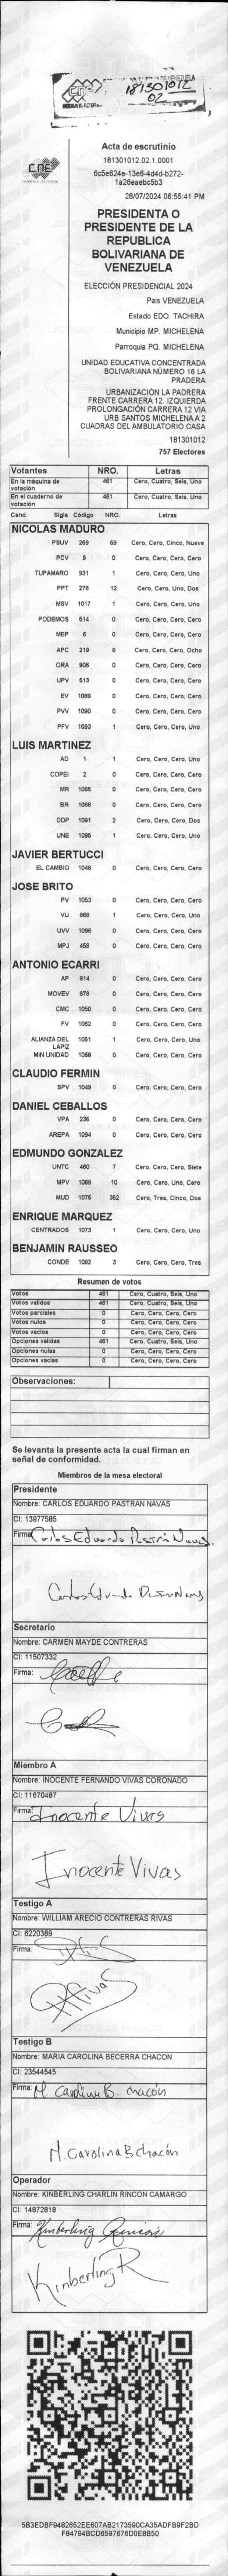 CNE
181301012
02
CNE
Acta de escrutinio
181301012.02.1.0001
6c5e624e-13e6-4d4d-b272-
1a26eaebc5b3
28/07/2024 06:55:41 PM
PRESIDENTA O
PRESIDENTE DE LA
REPUBLICA
BOLIVARIANA DE
VENEZUELA
ELECCIÓN PRESIDENCIAL 2024
Pais VENEZUELA
Estado EDO. TACHIRA
Municipio MP. MICHELENA
Parroquia PQ. MICHELENA
UNIDAD EDUCATIVA CONCENTRADA
BOLIVARIANA NÚMERO 16 LA
PRADERA
URBANIZACIÓN LA PADRERA
FRENTE CARRERA 12. IZQUIERDA
PROLONGACIÓN CARRERA 12 VIA
URB SANTOS MICHELENA A 2
CUADRAS DEL AMBULATORIO CASA
181301012
757 Electores
Votantes NRO. Letras
En la máquina de votación 461 Cero, Cuatro, Seis, Uno
En el cuaderno de votación 461 Cero, Cuatro, Seis, Uno
Cand. Sigla Código NRO. Letras
NICOLAS MADURO
PSUV 269 59 Cero, Cero, Cinco, Nueve
PCV 9 0 Cero, Cero, Cero, Cero
TUPAMARO 931 1 Cero, Cero, Cero, Uno
PPT 276 12 Cero, Cero, Uno, Dos
MSV 1017 1 Cero, Cero, Cero, Uno
PODEMOS 514 0 Cero, Cero, Cero, Cero
MEP 6 0 Cero, Cero, Cero, Cero
APC 219 8 Cero, Cero, Cero, Ocho
ORA 906 0 Cero, Cero, Cero, Cero
UPV 513 0 Cero, Cero, Cero, Cero
EV 1089 0 Cero, Cero, Cero, Cero
PVV 1090 0 Cero, Cero, Cero, Cero
PFV 1093 1 Cero, Cero, Cero, Uno
LUIS MARTINEZ
AD 1 1 Cero, Cero, Cero, Uno
COPEI 2 0 Cero, Cero, Cero, Cero
MR 1065 0 Cero, Cero, Cero, Cero
BR 1066 0 Cero, Cero, Cero, Cero
DDP 1091 2 Cero, Cero, Cero, Dos
UNE 1095 1 Cero, Cero, Cero, Uno
JAVIER BERTUCCI
EL CAMBIO 1048 0 Cero, Cero, Cero, Cero
JOSE BRITO
PV 1053 0 Cero, Cero, Cero, Cero
VU 969 1 Cero, Cero, Cero, Uno
UVV 1096 0 Cero, Cero, Cero, Cero
MPJ 458 0 Cero, Cero, Cero, Cero
ANTONIO ECARRI
AP 814 0 Cero, Cero, Cero, Cero
MOVEV 978 0 Cero, Cero, Cero, Cero
CMC 1050 0 Cero, Cero, Cero, Cero
FV 1062 0 Cero, Cero, Cero, Cero
ALIANZA DEL LAPIZ 1051 1 Cero, Cero, Cero, Uno
MIN UNIDAD 1068 0 Cero, Cero, Cero, Cero
CLAUDIO FERMIN
SPV 1049 0 Cero, Cero, Cero, Cero
DANIEL CEBALLOS
VPA 236 0 Cero, Cero, Cero, Cero
AREPA 1094 0 Cero, Cero, Cero, Cero
EDMUNDO GONZALEZ
UNTC 460 7 Cero, Cero, Cero, Siete
MPV 1069 10 Cero, Cero, Uno, Cero
MUD 1075 352 Cero, Tres, Cinco, Dos
ENRIQUE MARQUEZ
CENTRADOS 1073 1 Cero, Cero, Cero, Uno
BENJAMIN RAUSSEO
CONDE 1092 3 Cero, Cero, Cero, Tres
Resumen de votos
Votos 461 Cero, Cuatro, Seis, Uno
Votos validos 461 Cero, Cuatro, Seis, Uno
Votos parciales 0 Cero, Cero, Cero, Cero
Votos nulos 0 Cero, Cero, Cero, Cero
Votos vacios 0 Cero, Cero, Cero, Cero
Opciones validas 461 Cero, Cuatro, Seis, Uno
Opciones nulas 0 Cero, Cero, Cero, Cero
Opciones vacias 0 Cero, Cero, Cero, Cero
Observaciones:
Se levanta la presente acta la cual firman en
señal de conformidad.
Miembros de la mesa electoral
Presidente
Nombre: CARLOS EDUARDO PASTRAN NAVAS
CI: 13977585
Firma: Carlos Eduardo Pastrán Navas.
Carlos Eduardo Pastran Navas
Secretario
Nombre: CARMEN MAYDE CONTRERAS
CI: 11507332
Firma:
Miembro A
Nombre: INOCENTE FERNANDO VIVAS CORONADO
CI: 11670487
Firma: Inocente Vivas
Inocente Vivas
Testigo A
Nombre: WILLIAM ARECIO CONTRERAS RIVAS
CI: 6220389
Firma:
Testigo B
Nombre: MARIA CAROLINA BECERRA CHACON
CI: 23544545
Firma: M. Carolina B. chacón
M. Carolina B. chacón
Operador
Nombre: KINBERLING CHARLIN RINCON CAMARGO
CI: 14872818
Firma: Kinberling Rincon
Kinberling R
5B3EDBF9482652EE607AB2173590CA35ADFB9F2BD
F84794BCD6597676D0EBB50